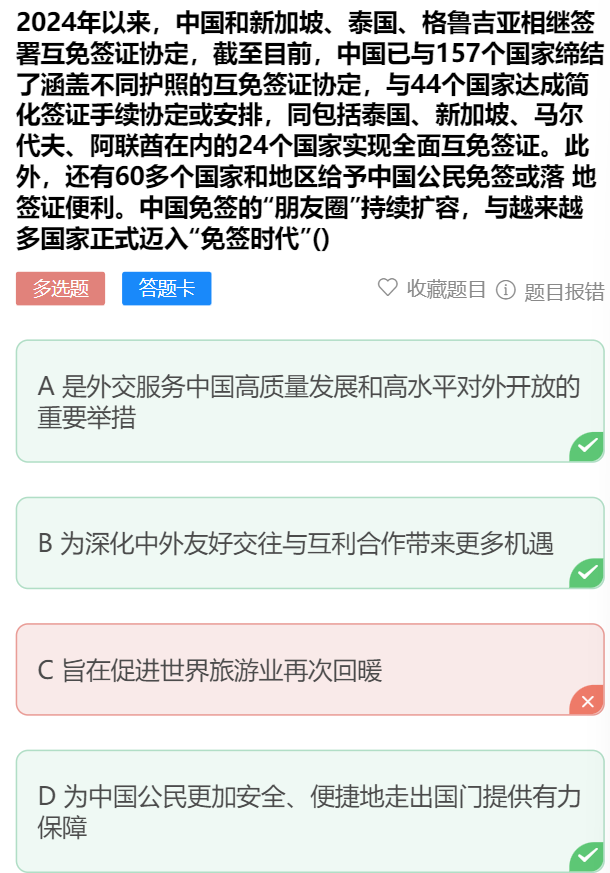 2024年以来，中国和新加坡、泰国、格鲁吉亚相继签
署互免签证协定，截至目前，中国已与157个国家缔结
了涵盖不同护照的互免签证协定，与44个国家达成简
化签证手续协定或安排，同包括泰国、新加坡、马尔
代夫、阿联酋在内的24个国家实现全面互免签证。此
外，还有60多个国家和地区给予中国公民免签或落 地
签证便利。中国免签的“朋友圈”持续扩容，与越来越
多国家正式迈入“免签时代”()
多选题 答题卡 收藏题目 题目报错
A 是外交服务中国高质量发展和高水平对外开放的
重要举措
B 为深化中外友好交往与互利合作带来更多机遇
C 旨在促进世界旅游业再次回暖
D 为中国公民更加安全、便捷地走出国门提供有力
保障